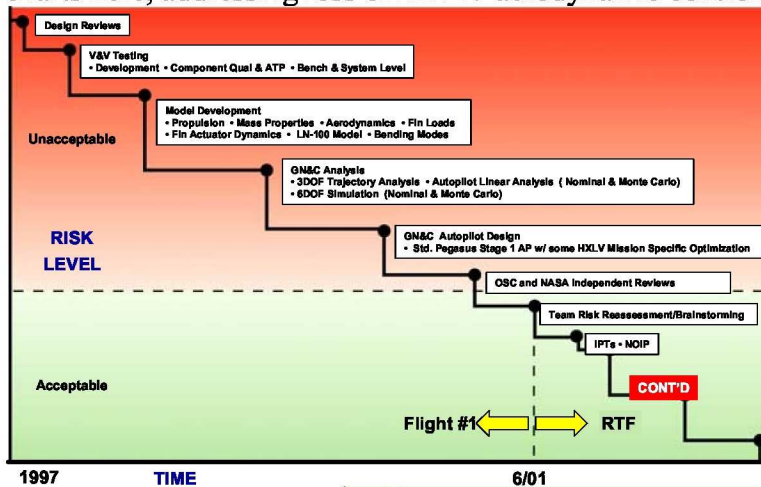 Design Reviews
V&V Testing
• Development • Component Qual & ATP • Bench & System Level
Model Development
• Propulsion • Mass Properties • Aerodynamics • Fin Loads
• Fin Actuator Dynamics • LN-100 Model • Bending Modes
Unacceptable
GN&C Analysis
• 3DOF Trajectory Analysis • Autopilot Linear Analysis ( Nominal & Monte Carlo)
• 6DOF Simulation (Nominal & Monte Carlo)
GN&C Autopilot Design
• Std. Pegasus Stage 1 AP w/ some HXLV Mission Specific Optimization
RISK
LEVEL
OSC and NASA Independent Reviews
Team Risk Reassessment/Brainstorming
IPTs • NOIP
Acceptable
CONT'D
Flight #1
RTF
1997
TIME
6/01